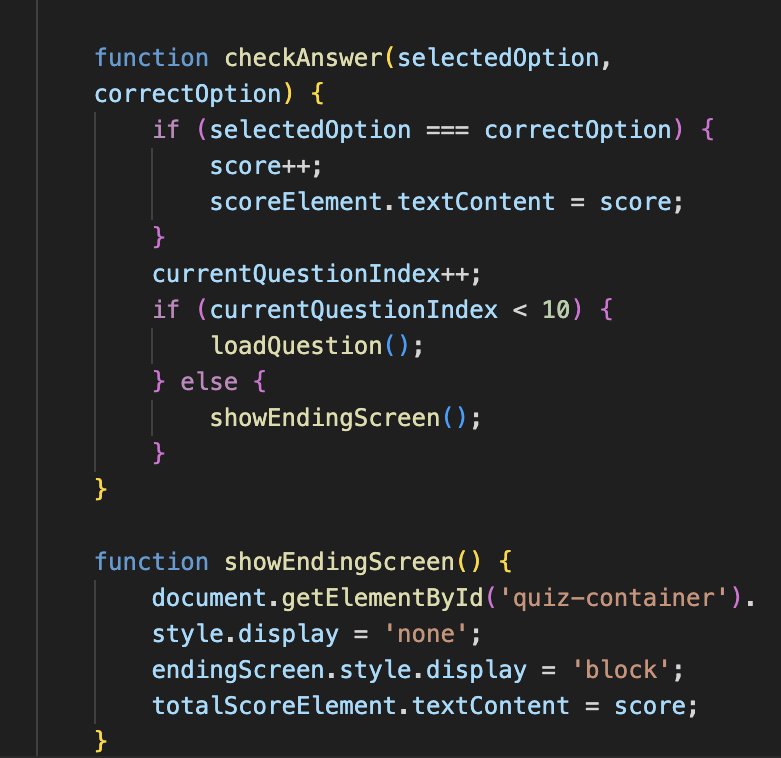 function checkAnswer(selectedOption,
correctOption) {
if (selectedOption === correctOption) {
score++;
scoreElement.textContent = score;
}
currentQuestionIndex++;
if (currentQuestionIndex < 10) {
loadQuestion();
} else {
showEndingScreen();
}
}
function showEndingScreen() {
document.getElementById('quiz-container').
style.display = 'none';
endingScreen.style.display = 'block';
totalScoreElement.textContent = score;
}